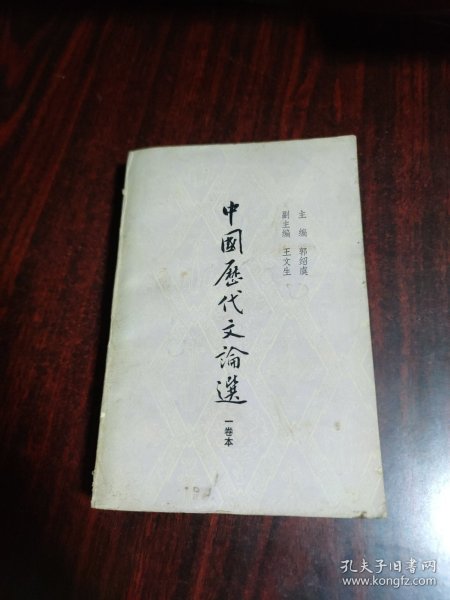 主编 郭绍虞
副主编 王文生
中國歷代文論選
一卷本
孔夫子旧书网
www.kongfz.com